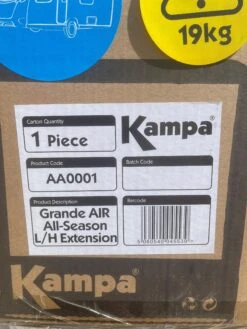 19kg
Carton Quantity
1 Piece
Kampa®
Product Code
AA0001
Batch Code
Product Description
Grande AIR
All-Season
L/H Extension
Barcode
Kampa